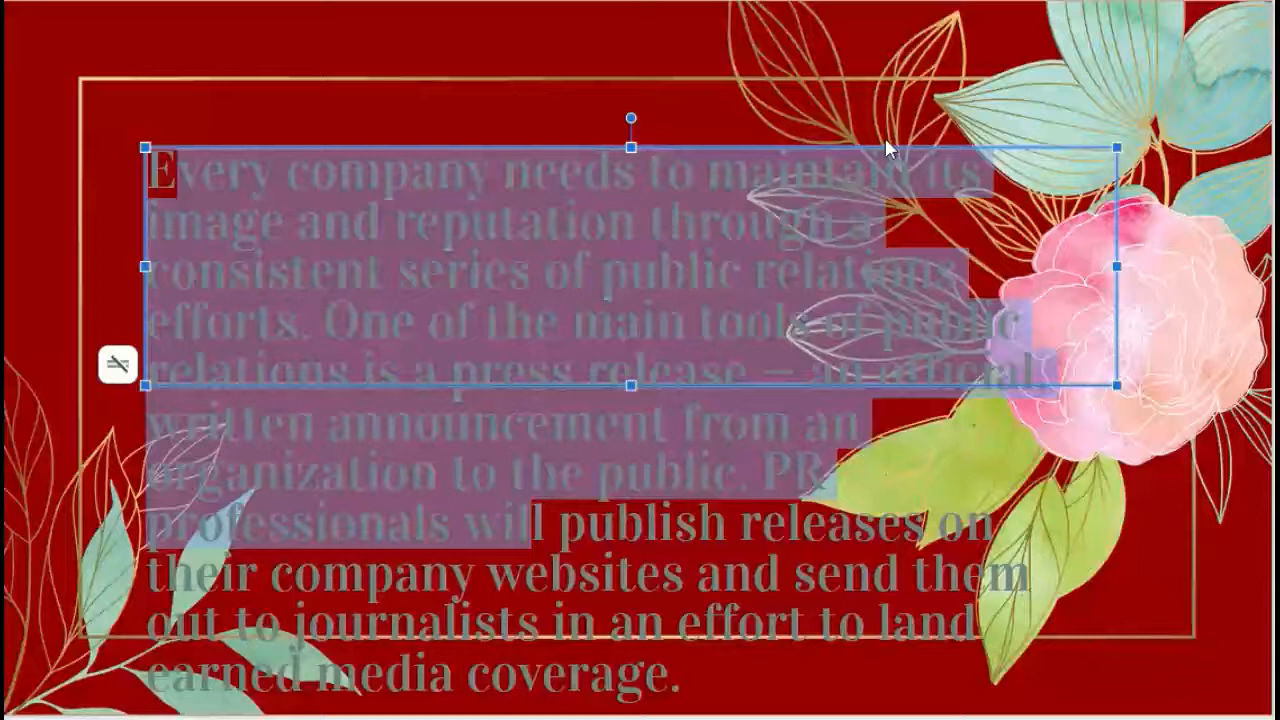 Every company needs to maintain its
image and reputation through a
consistent series of public relations
efforts. One of the main tools of public
relations is a press release – an official,
written announcement from an
organization to the public. PR
professionals will publish releases on
their company websites and send them
out to journalists in an effort to land
earned media coverage.